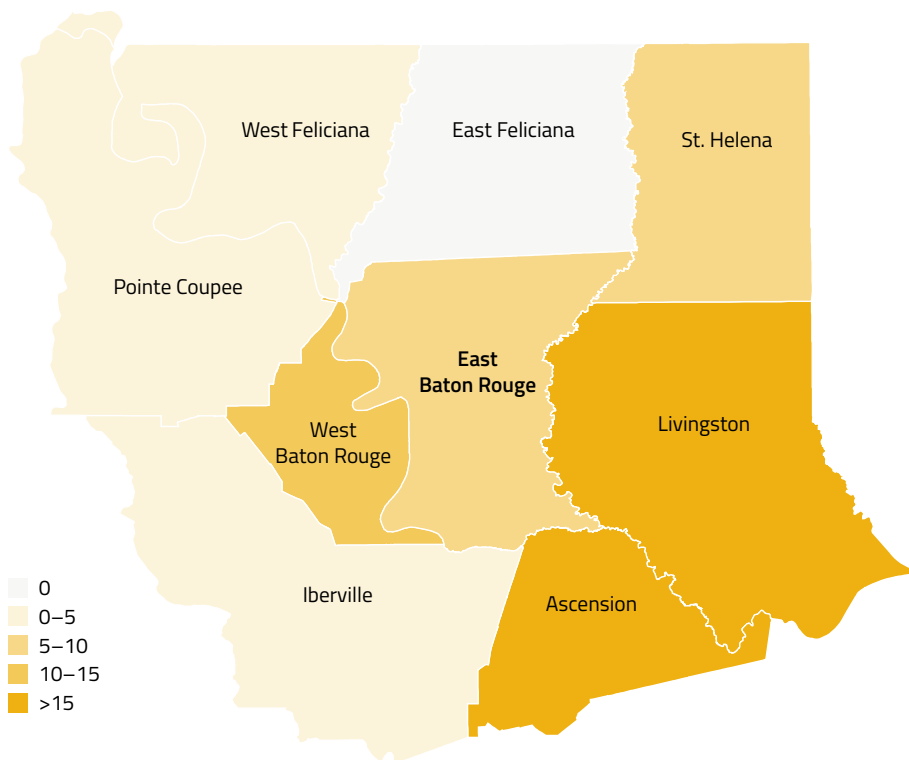 West Feliciana
East Feliciana
St. Helena
Pointe Coupee
East
Baton Rouge
West
Baton Rouge
Livingston
Iberville
Ascension
0
0–5
5–10
10–15
>15